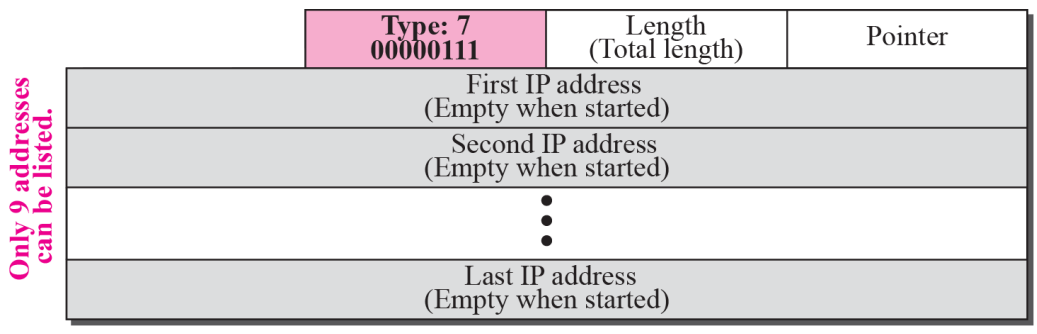 Type: 7
00000111
Length
(Total length)
Pointer
Only 9 addresses
can be listed.
First IP address
(Empty when started)
Second IP address
(Empty when started)
Last IP address
(Empty when started)